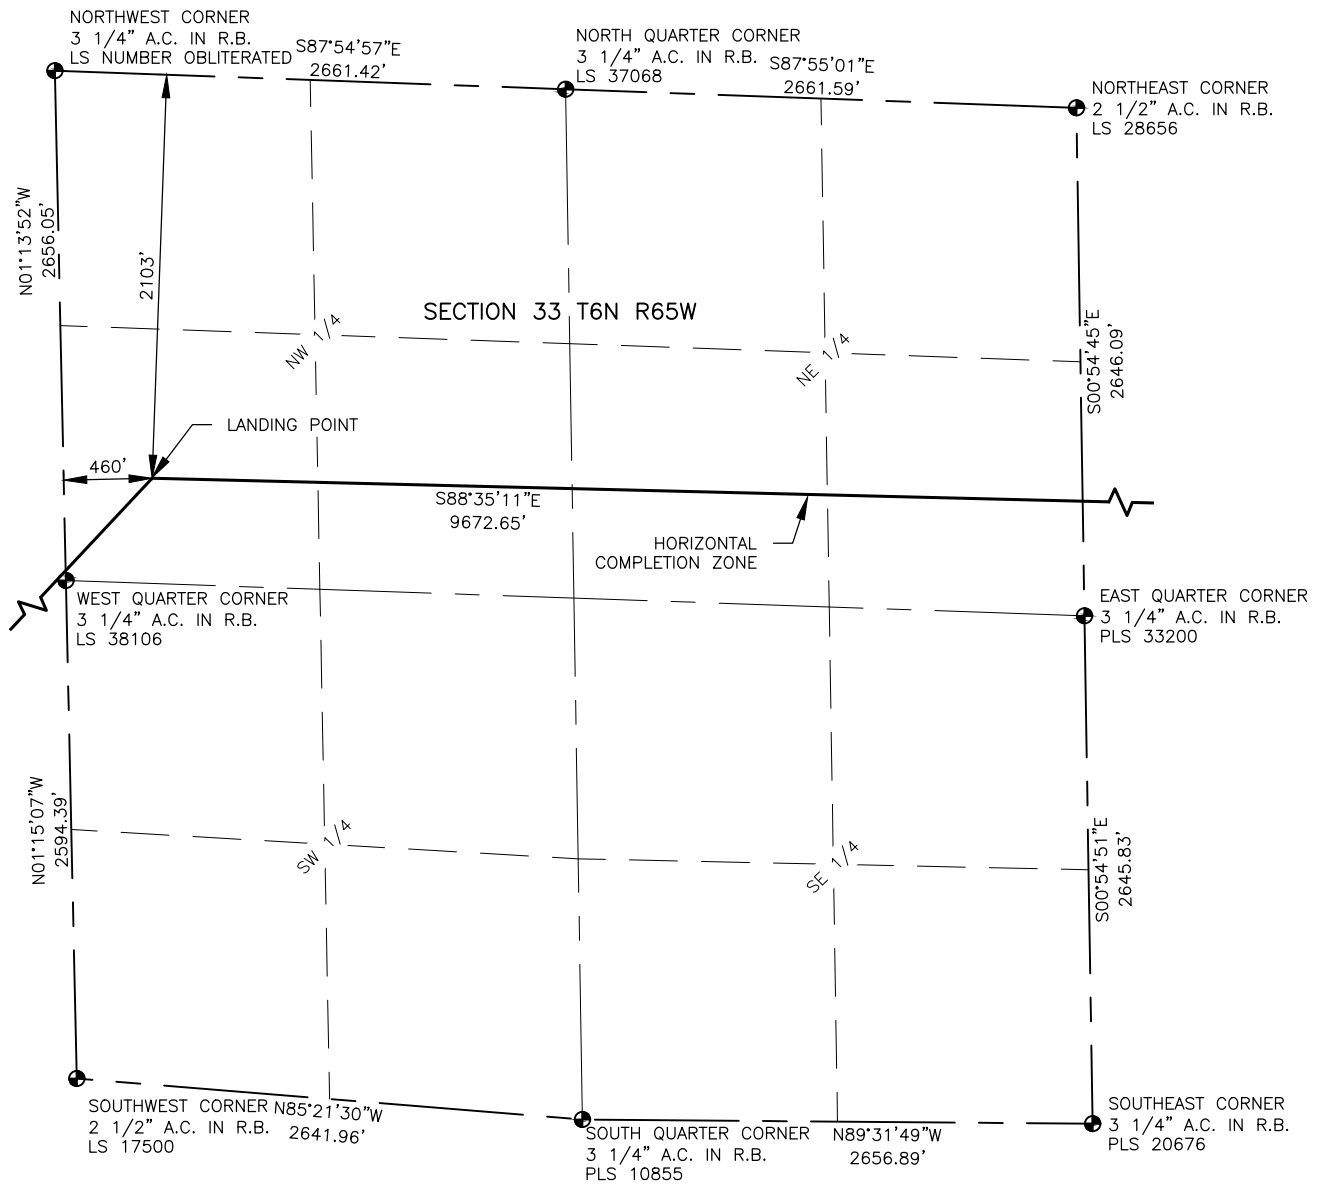 NORTHWEST CORNER
3 1/4” A.C. IN R.B.
LS NUMBER OBLITERATED
S87°54'57”E
2661.42'
NORTH QUARTER CORNER
3 1/4” A.C. IN R.B.
LS 37068
S87°55'01”E
2661.59'
NORTHEAST CORNER
2 1/2” A.C. IN R.B.
LS 28656
N01°13'52”W
2656.05'
2103'
SECTION 33 T6N R65W
NW 1/4
NE 1/4
S00°54'45”E
2646.09'
LANDING POINT
460'
S88°35'11”E
9672.65'
HORIZONTAL
COMPLETION ZONE
WEST QUARTER CORNER
3 1/4” A.C. IN R.B.
LS 38106
EAST QUARTER CORNER
3 1/4” A.C. IN R.B.
PLS 33200
N01°15'07”W
2594.39'
SW 1/4
SE 1/4
S00°54'51”E
2645.83'
SOUTHWEST CORNER
2 1/2” A.C. IN R.B.
LS 17500
N85°21'30”W
2641.96'
SOUTH QUARTER CORNER
3 1/4” A.C. IN R.B.
PLS 10855
N89°31'49”W
2656.89'
SOUTHEAST CORNER
3 1/4” A.C. IN R.B.
PLS 20676